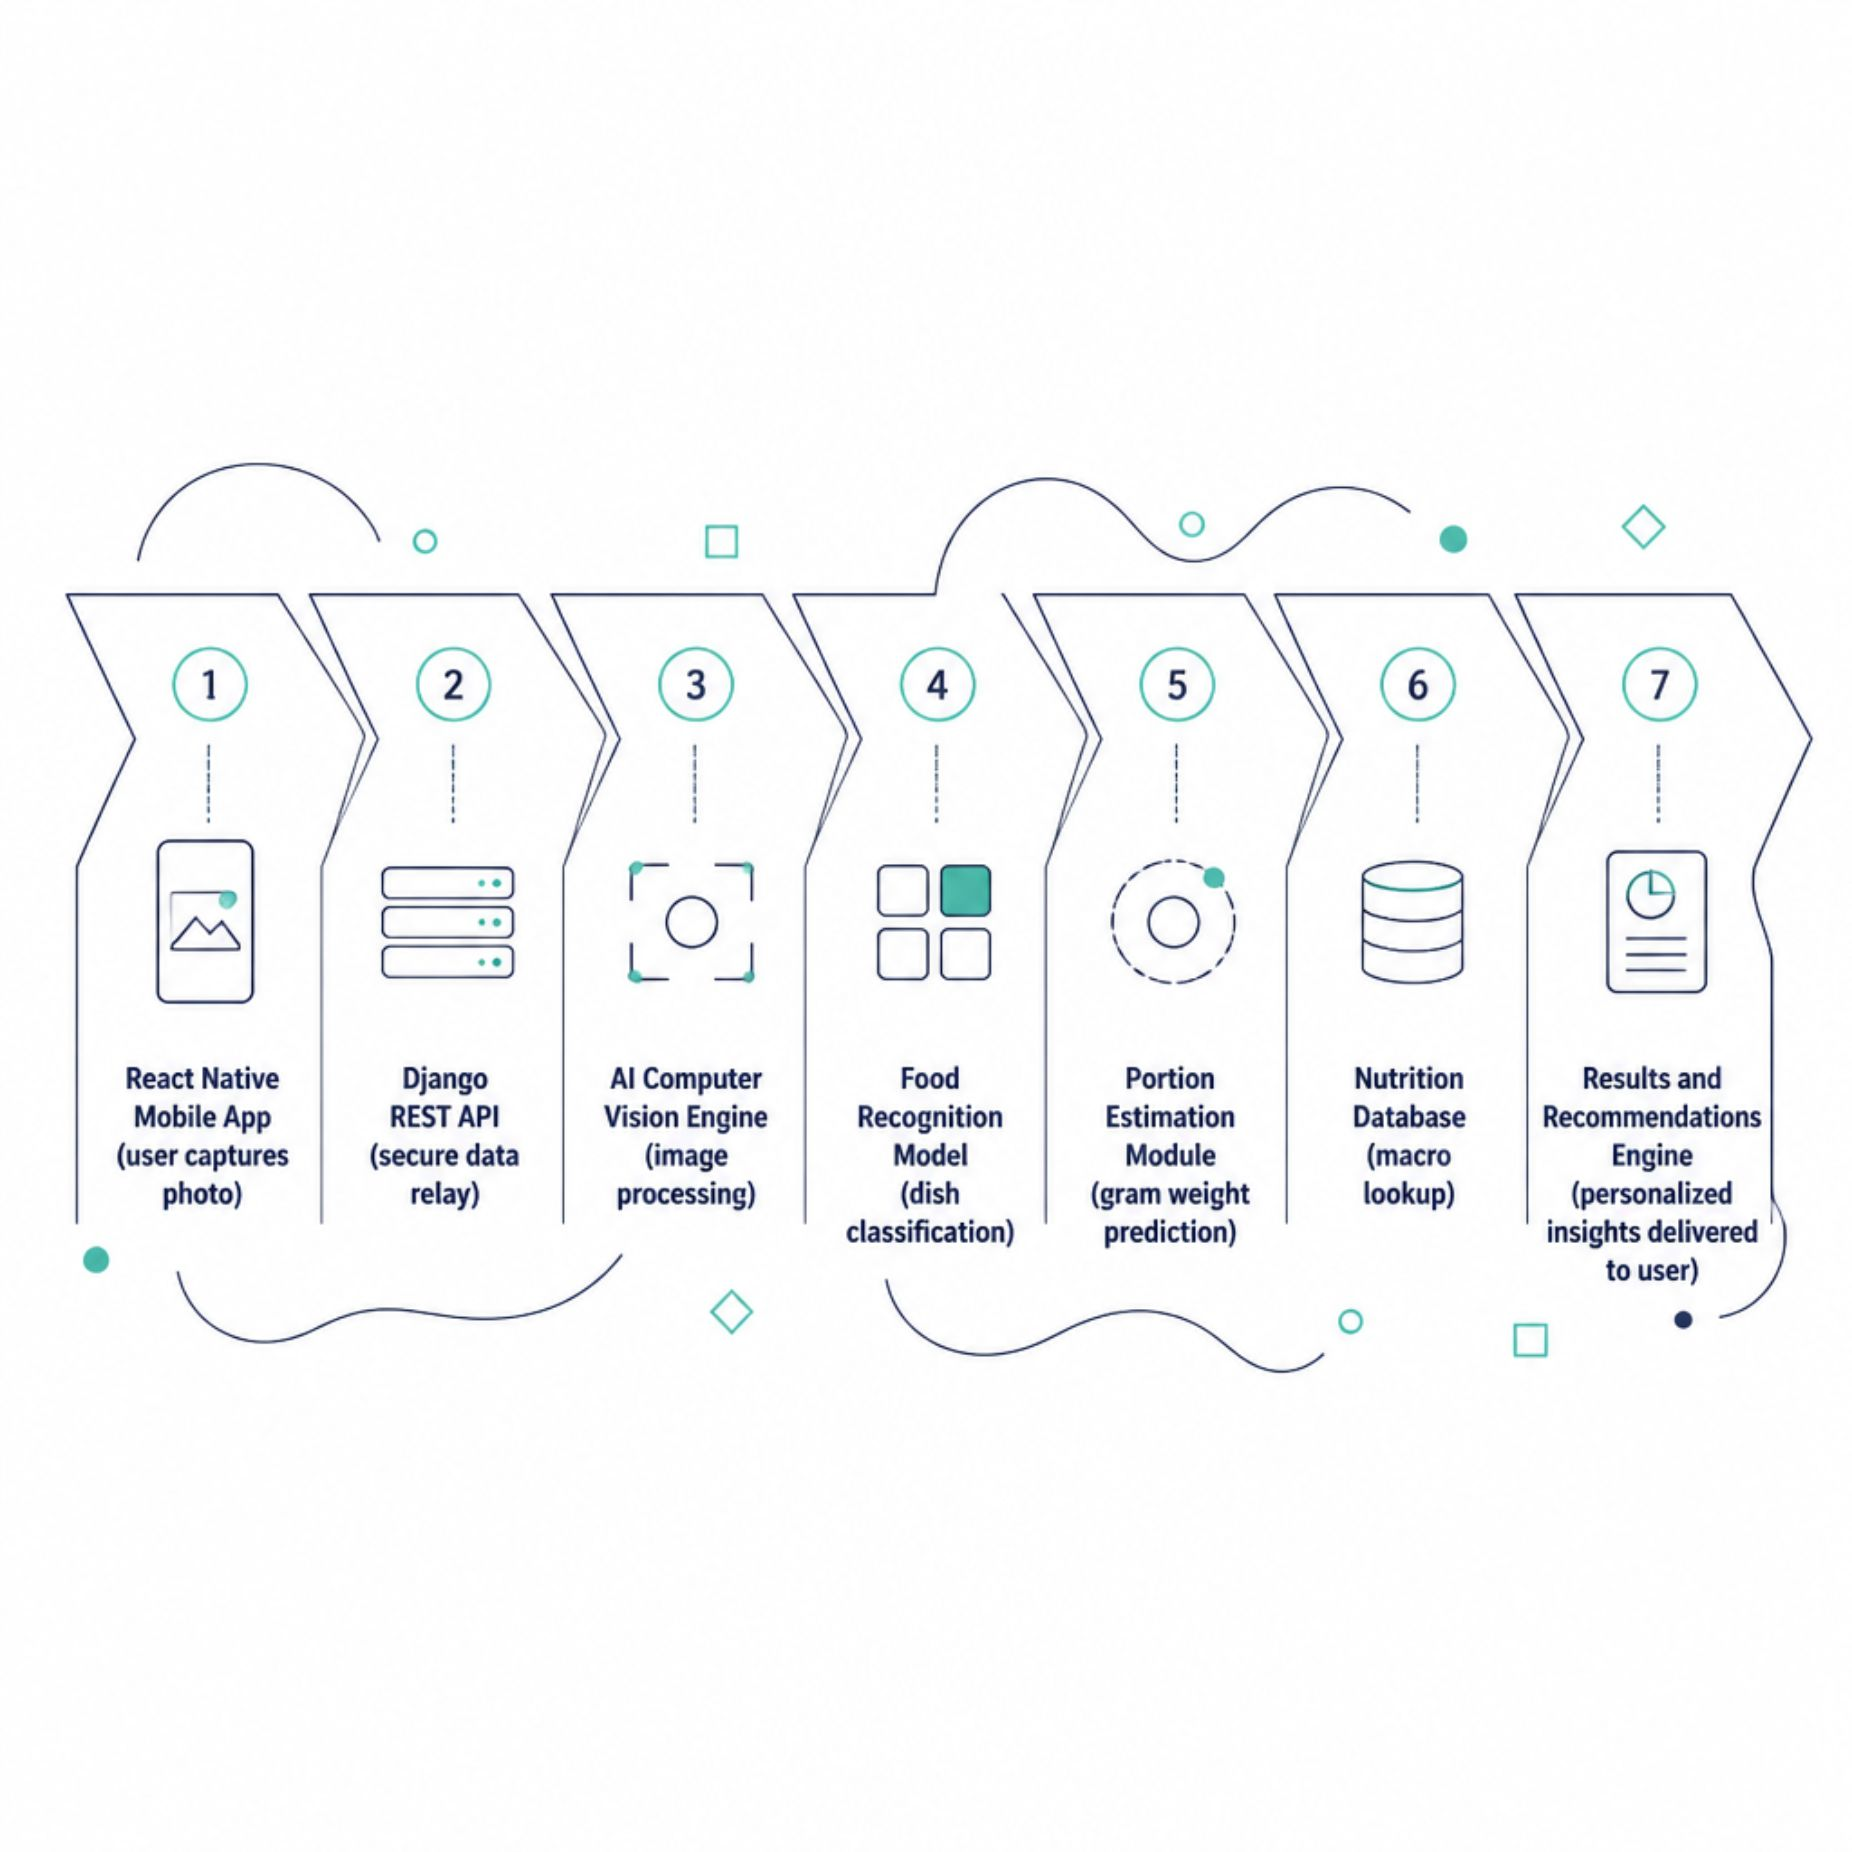 1
React Native
Mobile App
(user captures
photo)
2
Django
REST API
(secure data
relay)
3
AI Computer
Vision Engine
(image
processing)
4
Food
Recognition
Model
(dish
classification)
5
Portion
Estimation
Module
(gram weight
prediction)
6
Nutrition
Database
(macro
lookup)
7
Results and
Recommendations
Engine
(personalized
insights delivered
to user)